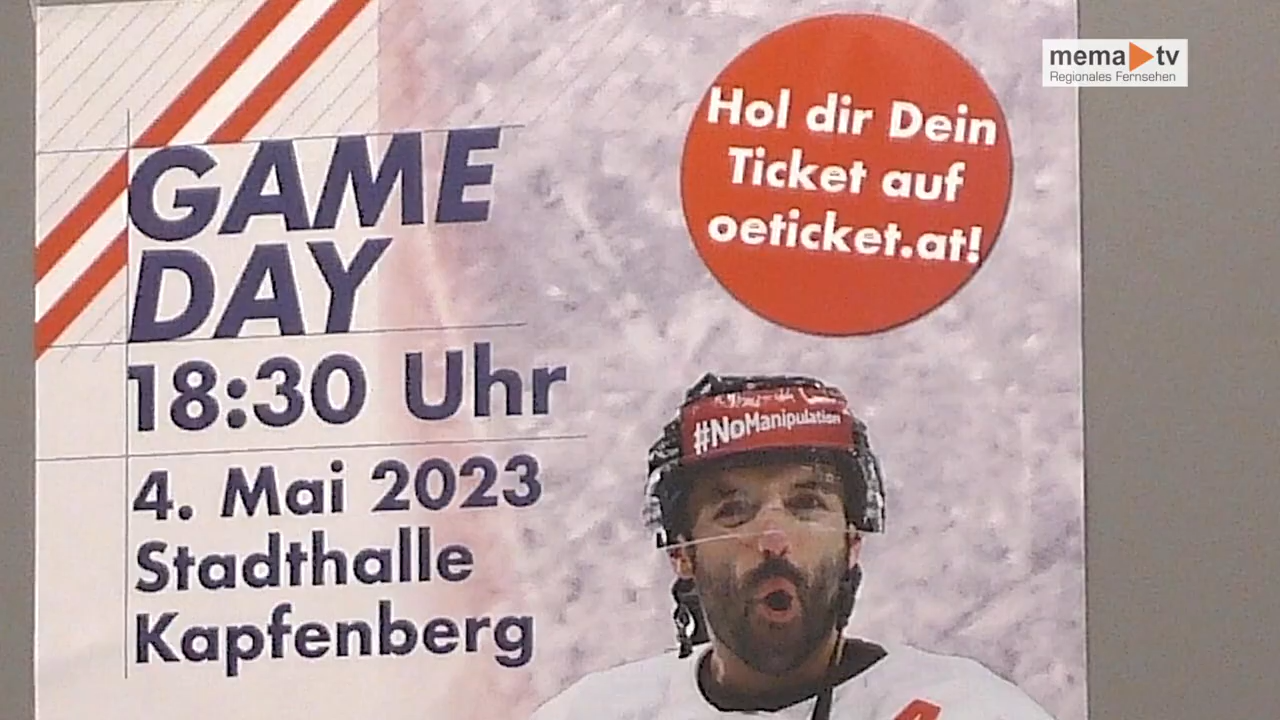 mema tv
Regionales Fernsehen
Hol dir Dein
Ticket auf
oeticket.at!
GAME
DAY
18:30 Uhr
4. Mai 2023
Stadthalle
Kapfenberg
#NoManipulation
A